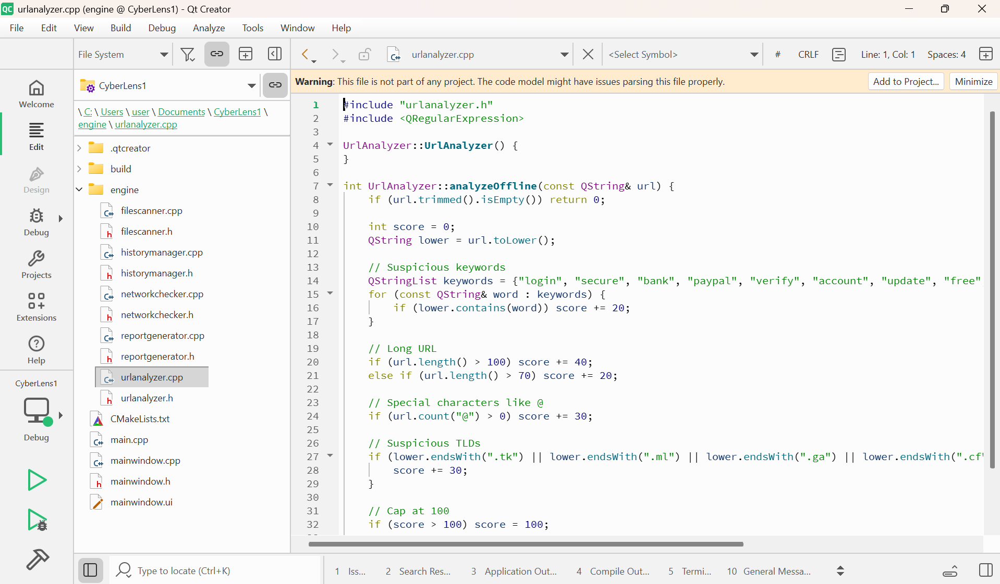 urlanalyzer.cpp (engine @ CyberLens1) - Qt Creator
File Edit View Build Debug Analyze Tools Window Help
File System
urlanalyzer.cpp
<Select Symbol>
# CRLF Line: 1, Col: 1 Spaces: 4
Welcome
Edit
Design
Debug
Projects
Extensions
Help
CyberLens1
Debug
CyberLens1
\ C: \ Users \ user \ Documents \ CyberLens1 \
engine \ urlanalyzer.cpp
.qtcreator
build
engine
filescanner.cpp
filescanner.h
historymanager.cpp
historymanager.h
networkchecker.cpp
networkchecker.h
reportgenerator.cpp
reportgenerator.h
urlanalyzer.cpp
urlanalyzer.h
CMakeLists.txt
main.cpp
mainwindow.cpp
mainwindow.h
mainwindow.ui
Warning: This file is not part of any project. The code model might have issues parsing this file properly. Add to Project... Minimize
1 #include "urlanalyzer.h"
2 #include <QRegularExpression>
3
4 UrlAnalyzer::UrlAnalyzer() {
5 }
6
7 int UrlAnalyzer::analyzeOffline(const QString& url) {
8 if (url.trimmed().isEmpty()) return 0;
9
10 int score = 0;
11 QString lower = url.toLower();
12
13 // Suspicious keywords
14 QStringList keywords = {"login", "secure", "bank", "paypal", "verify", "account", "update", "free"
15 for (const QString& word : keywords) {
16 if (lower.contains(word)) score += 20;
17 }
18
19 // Long URL
20 if (url.length() > 100) score += 40;
21 else if (url.length() > 70) score += 20;
22
23 // Special characters like @
24 if (url.count("@") > 0) score += 30;
25
26 // Suspicious TLDs
27 if (lower.endsWith(".tk") || lower.endsWith(".ml") || lower.endsWith(".ga") || lower.endsWith(".cf"
28 score += 30;
29 }
30
31 // Cap at 100
32 if (score > 100) score = 100;
Type to locate (Ctrl+K)
1 Iss... 2 Search Res... 3 Application Out... 4 Compile Out... 5 Termi... 10 General Messa...